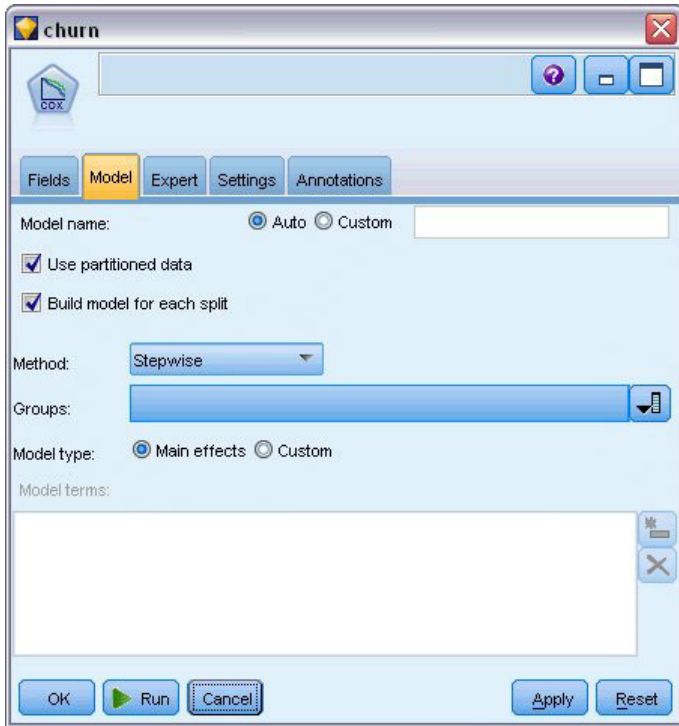 churn
COX
?
Fields Model Expert Settings Annotations
Model name: Auto Custom
Use partitioned data
Build model for each split
Method: Stepwise
Groups:
Model type: Main effects Custom
Model terms:
OK Run Cancel Apply Reset